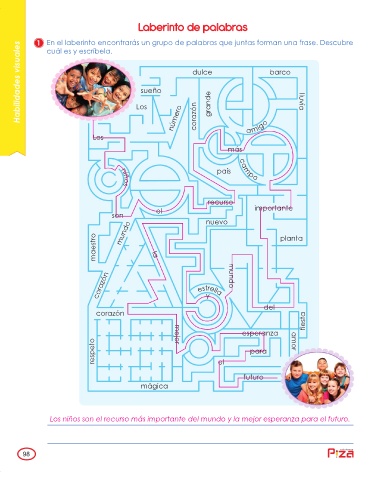 Laberinto de palabras
1 En el laberinto encontrarás un grupo de palabras que juntas forman una frase. Descubre
cuál es y escríbela.
Habilidades visuales
dulce
barco
sueño
Los
número
corazón
grande
lluvia
amigo
Los
más
niños
país
campo
recurso
importante
el
son
nuevo
mundo
planta
maestro
la
mundo
corazón
estrella
y
del
corazón
fiesta
mejor
esperanza
amor
respeto
para
el
futuro
mágica
Los niños son el recurso más importante del mundo y la mejor esperanza para el futuro.
98
Piza